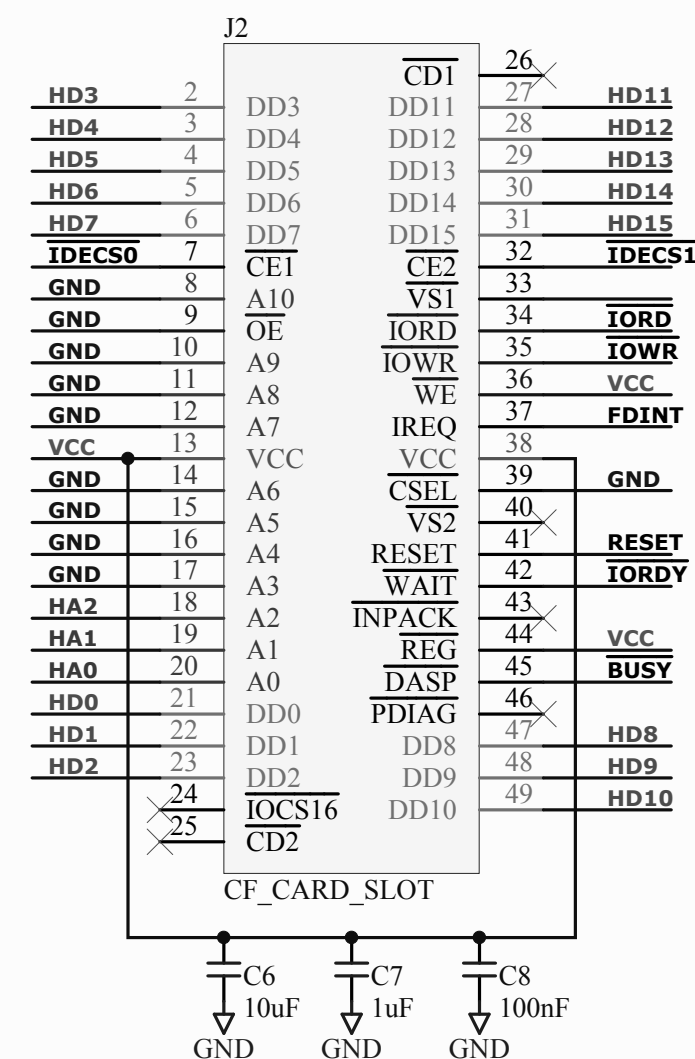 J2
CD1 26
HD3 2 DD3 DD11 27 HD11
HD4 3 DD4 DD12 28 HD12
HD5 4 DD5 DD13 29 HD13
HD6 5 DD6 DD14 30 HD14
HD7 6 DD7 DD15 31 HD15
IDECS0 7 CE1 CE2 32 IDECS1
GND 8 A10 VS1 33
GND 9 OE IORD 34 IORD
GND 10 A9 IOWR 35 IOWR
GND 11 A8 WE 36 VCC
GND 12 A7 IREQ 37 FDINT
VCC 13 VCC VCC 38
GND 14 A6 CSEL 39 GND
GND 15 A5 VS2 40
GND 16 A4 RESET 41 RESET
GND 17 A3 WAIT 42 IORDY
HA2 18 A2 INPACK 43
HA1 19 A1 REG 44 VCC
HA0 20 A0 DASP 45 BUSY
HD0 21 DD0 PDIAG 46
HD1 22 DD1 DD8 47 HD8
HD2 23 DD2 DD9 48 HD9
24 IOCS16 DD10 49 HD10
25 CD2
CF_CARD_SLOT
C6 C7 C8
10uF 1uF 100nF
GND GND GND